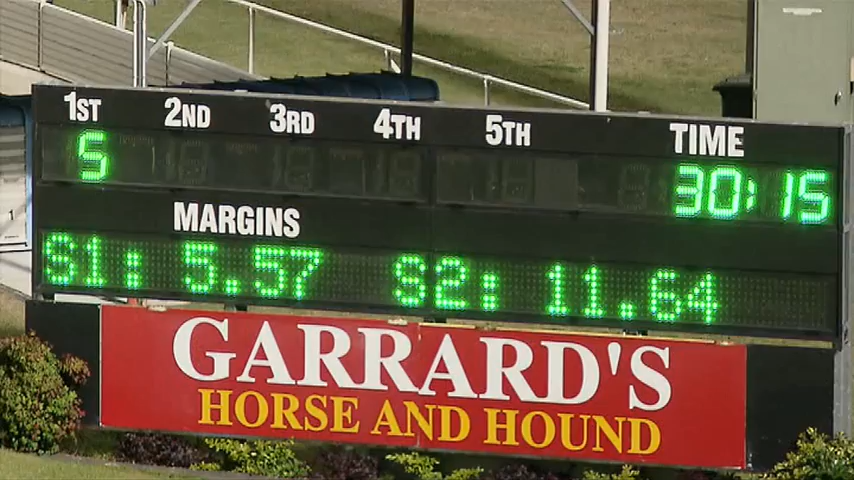 1ST 2ND 3RD 4TH 5TH TIME
5 30:15
MARGINS
S1: 5.57 S2: 11.64
GARRARD'S
HORSE AND HOUND
1